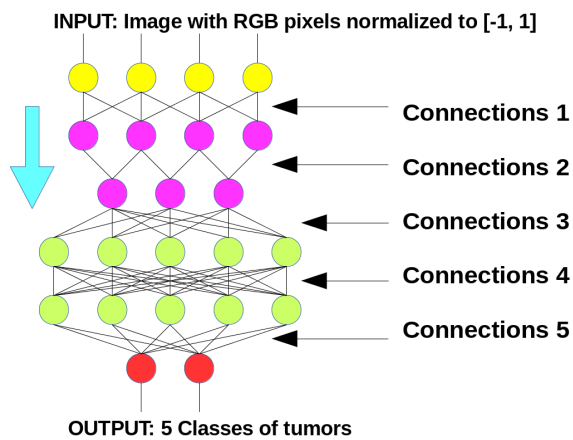 INPUT: Image with RGB pixels normalized to [-1, 1]
Connections 1
Connections 2
Connections 3
Connections 4
Connections 5
OUTPUT: 5 Classes of tumors